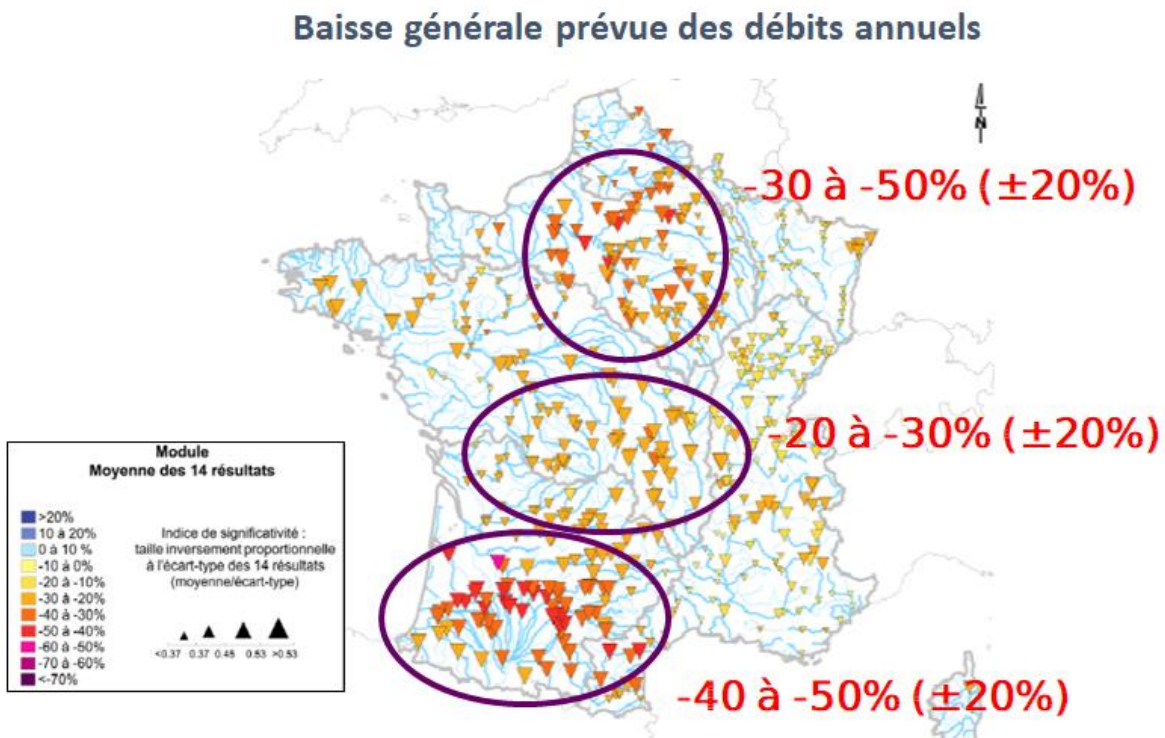 Baisse générale prévue des débits annuels
N
-30 à -50% (±20%)
-20 à -30% (±20%)
-40 à -50% (±20%)
Module
Moyenne des 14 résultats
>20%
10 à 20%
0 à 10 %
-10 à 0%
-20 à -10%
-30 à -20%
-40 à -30%
-50 à -40%
-60 à -50%
-70 à -60%
<-70%
Indice de significativité :
taille inversement proportionnelle
à l'écart-type des 14 résultats
(moyenne/écart-type)
<0.37 0.37 0.45 0.53 >0.53